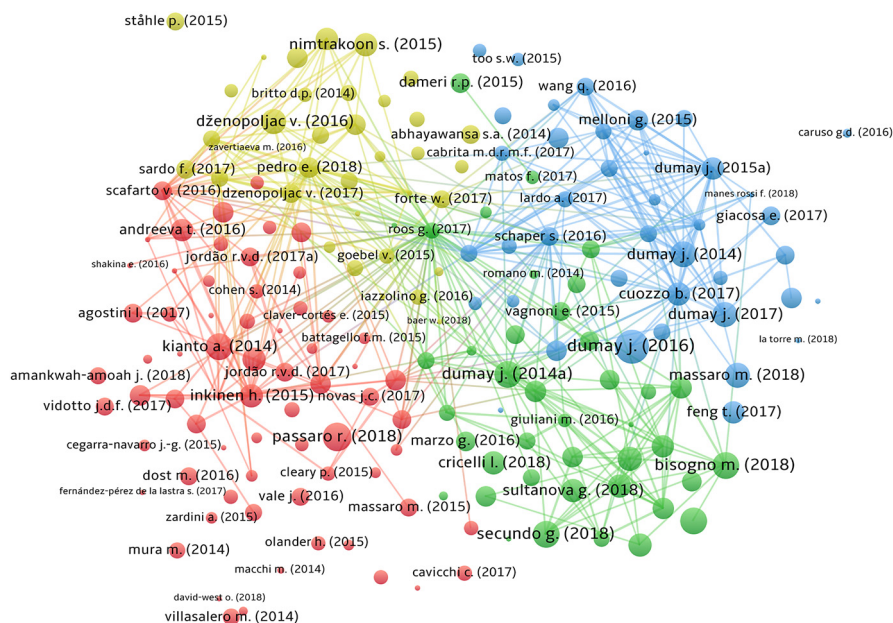 ståhle p. (2015)
nimtrakoon s. (2015)
too s.w. (2015)
dameri r.p. (2015)
wang q. (2016)
britto d.p. (2014)
dženopoljac v. (2016)
melloni g. (2015)
abhayawansa s.a. (2014)
caruso g.d. (2016)
zavertiaeva m. (2016)
cabrita m.d.r.m.f. (2017)
sardo f. (2017)
pedro e. (2018)
dumay j. (2015a)
matos f. (2017)
scafarto v. (2016)
dženopoljac v. (2017)
forte w. (2017)
lardo a. (2017)
manes rossi f. (2018)
giacosa e. (2017)
andreeva t. (2016)
roos g. (2017)
schaper s. (2016)
jordão r.v.d. (2017a)
goebel v. (2015)
dumay j. (2014)
shakina e. (2016)
romano m. (2014)
cohen s. (2014)
iazzolino g. (2016)
cuozzo b. (2017)
agostini l. (2017)
claver-cortés e. (2015)
baer w. (2018)
vagnoni e. (2015)
dumay j. (2017)
kianto a. (2014)
battagello f.m. (2015)
dumay j. (2016)
la torre m. (2018)
amankwah-amoah j. (2018)
jordão r.v.d. (2017)
dumay j. (2014a)
massaro m. (2018)
inkinen h. (2015)
novas j.c. (2017)
vidotto j.d.f. (2017)
feng t. (2017)
giuliani m. (2016)
cegarra-navarro j.-g. (2015)
passaro r. (2018)
marzo g. (2016)
cricelli l. (2018)
bisogno m. (2018)
dost m. (2016)
cleary p. (2015)
fernández-pérez de la lastra s. (2017)
vale j. (2016)
sultanova g. (2018)
massaro m. (2015)
zardini a. (2015)
secundo g. (2018)
mura m. (2014)
olander h. (2015)
macchi m. (2014)
cavicchi c. (2017)
david-west o. (2018)
villasalero m. (2014)